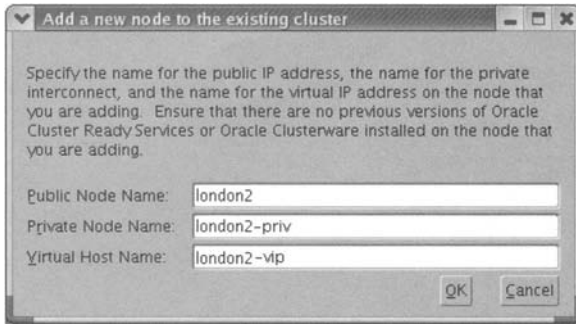 Add a new node to the existing cluster
Specify the name for the public IP address, the name for the private
interconnect, and the name for the virtual IP address on the node that
you are adding. Ensure that there are no previous versions of Oracle
Cluster Ready Services or Oracle Clusterware installed on the node that
you are adding.
Public Node Name: london2
Private Node Name: london2-priv
Virtual Host Name: london2-vip
OK Cancel